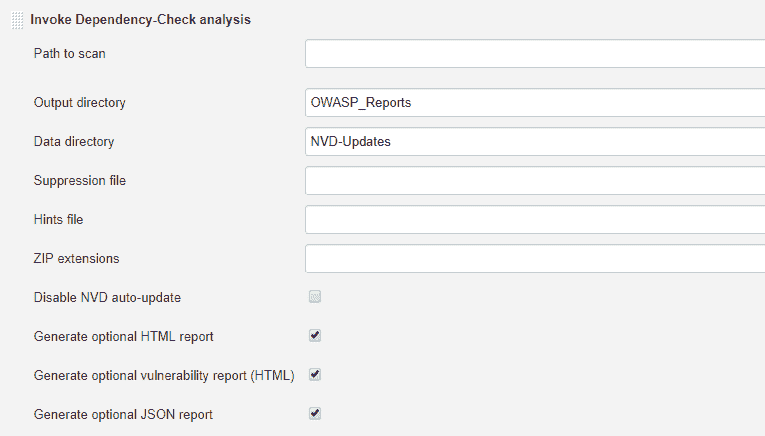 Invoke Dependency-Check analysis
Path to scan
Output directory OWASP_Reports
Data directory NVD-Updates
Suppression file
Hints file
ZIP extensions
Disable NVD auto-update
Generate optional HTML report
Generate optional vulnerability report (HTML)
Generate optional JSON report